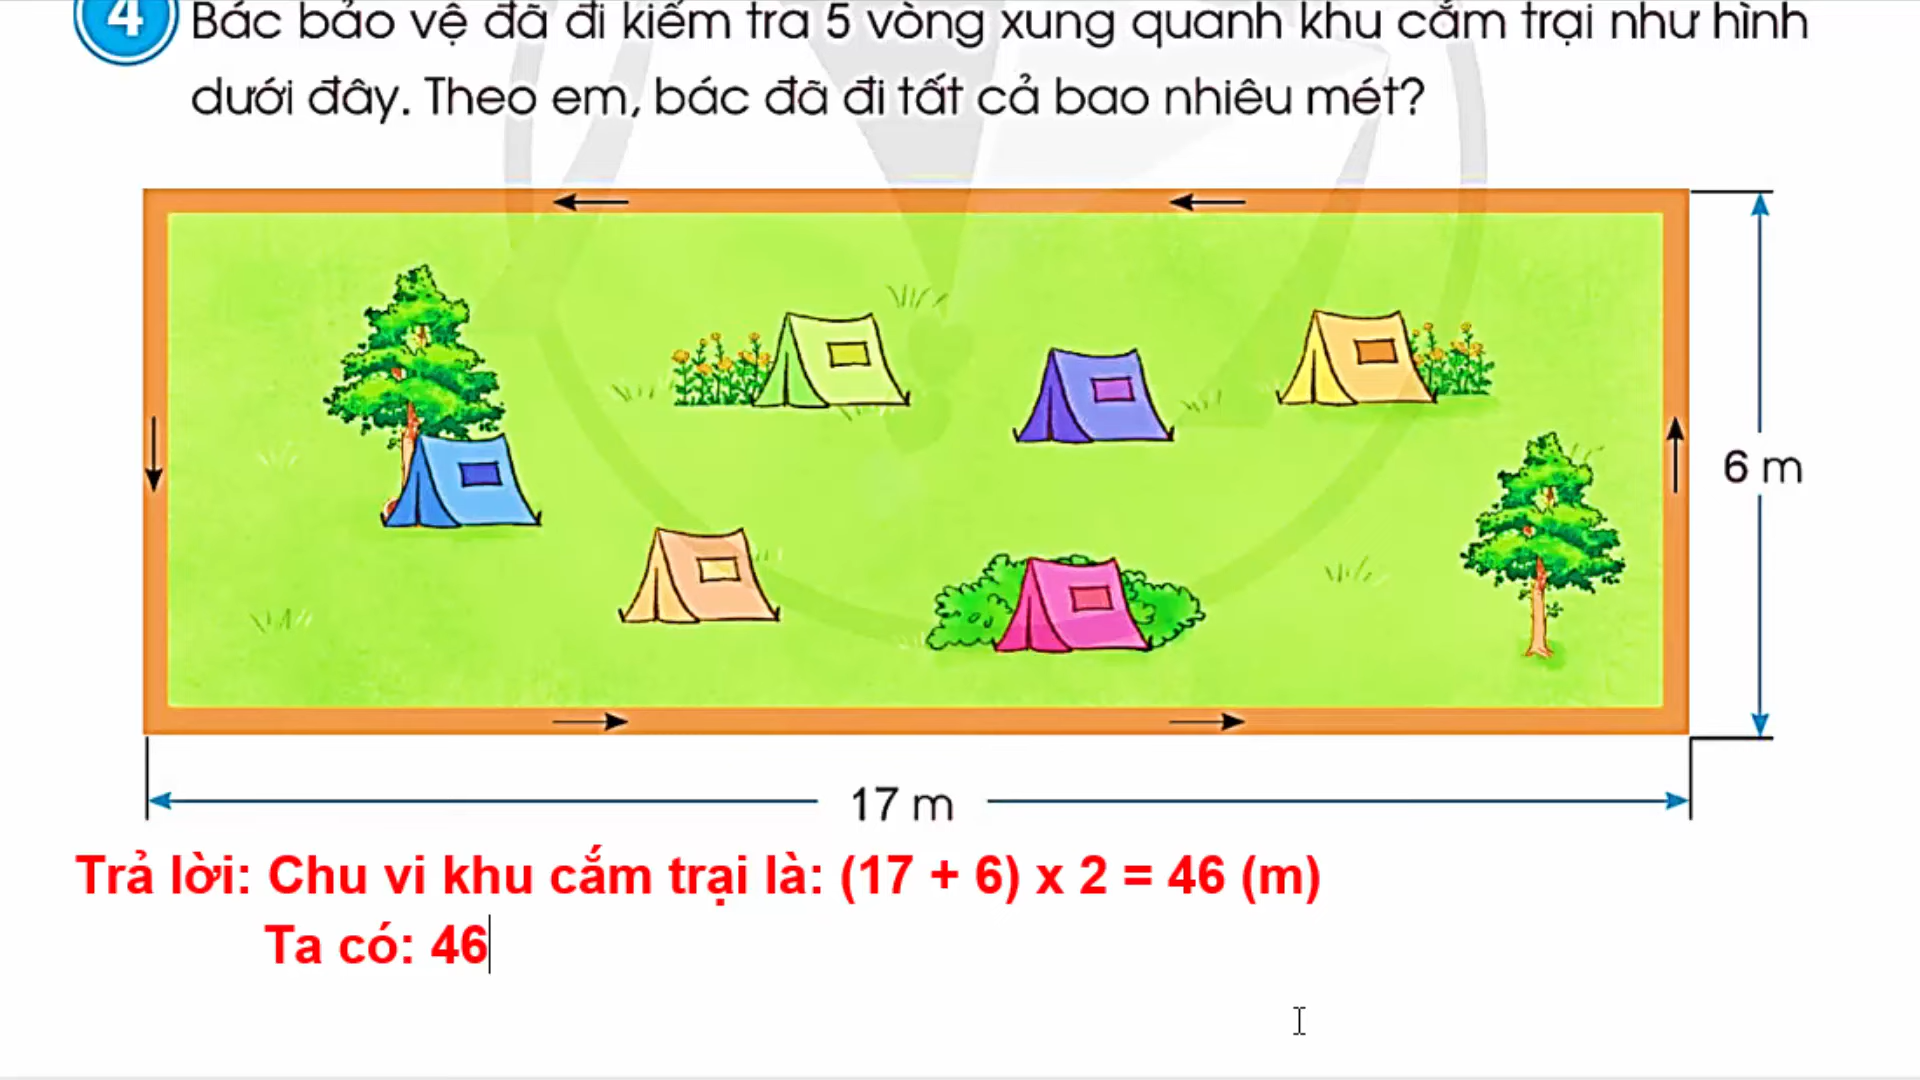 4 Bác bảo vệ đã đi kiểm tra 5 vòng xung quanh khu cắm trại như hình
dưới đây. Theo em, bác đã đi tất cả bao nhiêu mét?
6 m
17 m
Trả lời: Chu vi khu cắm trại là: (17 + 6) x 2 = 46 (m)
Ta có: 46